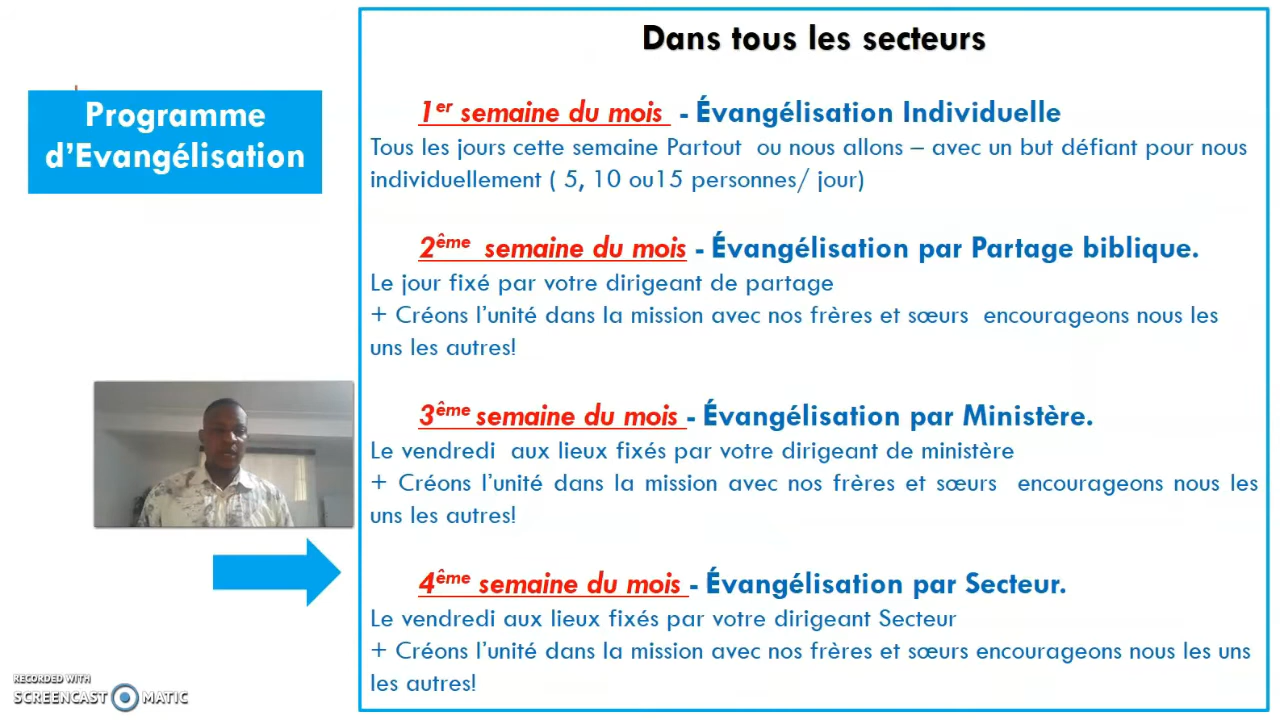 Dans tous les secteurs
Programme
d'Evangélisation
1er semaine du mois - Évangélisation Individuelle
Tous les jours cette semaine Partout ou nous allons – avec un but défiant pour nous
individuellement ( 5, 10 ou15 personnes/ jour)
2ême semaine du mois - Évangélisation par Partage biblique.
Le jour fixé par votre dirigeant de partage
+ Créons l'unité dans la mission avec nos frères et sœurs encourageons nous les
uns les autres!
3ême semaine du mois - Évangélisation par Ministère.
Le vendredi aux lieux fixés par votre dirigeant de ministère
+ Créons l'unité dans la mission avec nos frères et sœurs encourageons nous les
uns les autres!
4ême semaine du mois - Évangélisation par Secteur.
Le vendredi aux lieux fixés par votre dirigeant Secteur
+ Créons l'unité dans la mission avec nos frères et sœurs encourageons nous les uns
les autres!
RECORDED WITH
SCREENCAST MATIC